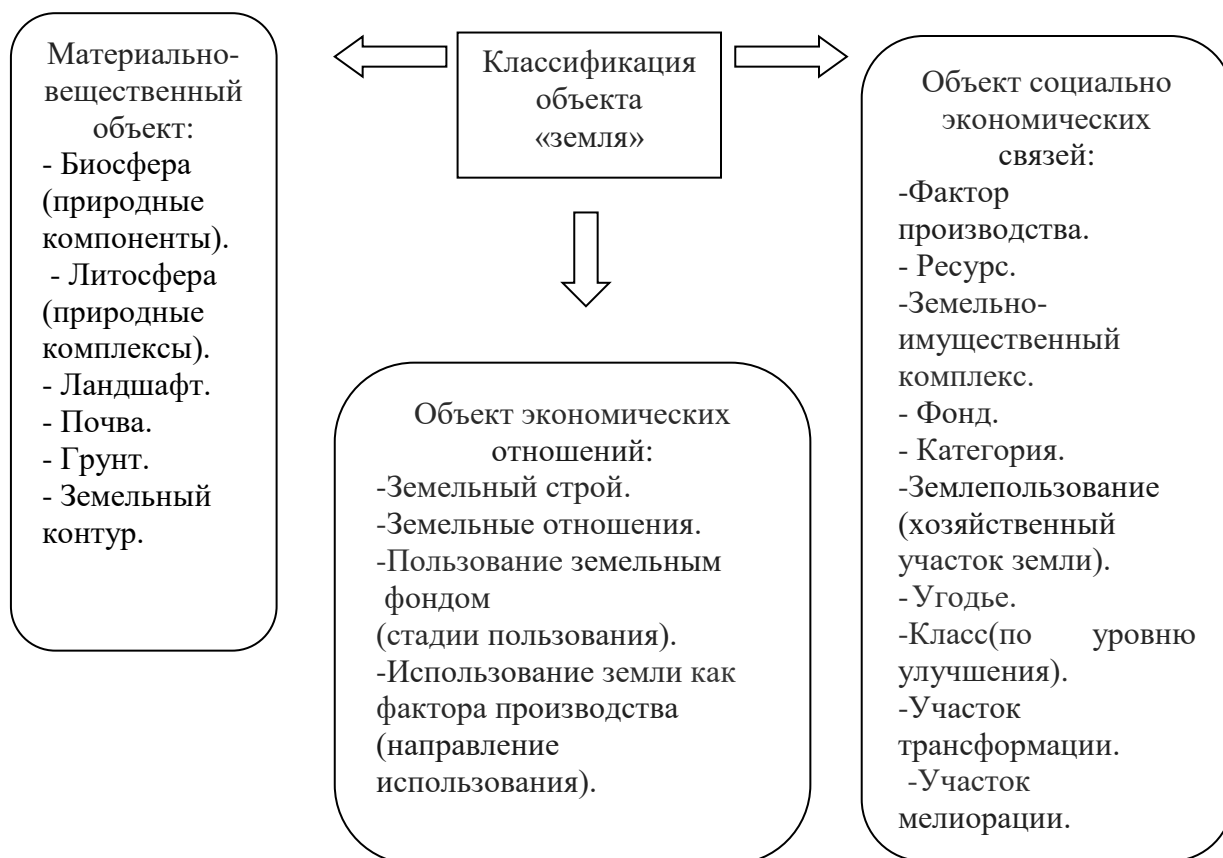 Классификация
объекта
«земля»
Материально-
вещественный
объект:
- Биосфера
(природные
компоненты).
- Литосфера
(природные
комплексы).
- Ландшафт.
- Почва.
- Грунт.
- Земельный
контур.
Объект экономических
отношений:
-Земельный строй.
-Земельные отношения.
-Пользование земельным
фондом
(стадии пользования).
-Использование земли как
фактора производства
(направление
использования).
Объект социально
экономических
связей:
-Фактор
производства.
- Ресурс.
-Земельно-
имущественный
комплекс.
- Фонд.
- Категория.
-Землепользование
(хозяйственный
участок земли).
- Угодье.
-Класс(по уровню
улучшения).
-Участок
трансформации.
-Участок
мелиорации.